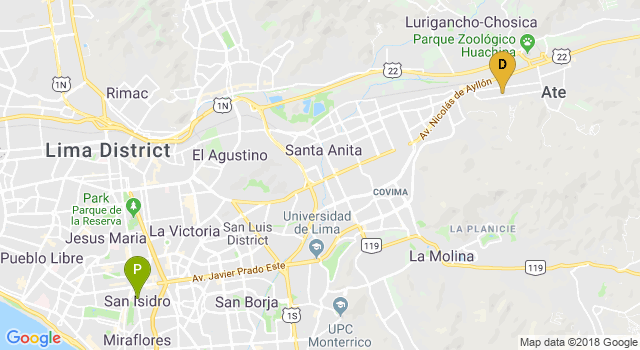 Lurigancho-Chosica
Parque Zoológico
Huachipa
22
22
D
1N
Rimac
1N
Av. Nicolás de Ayllón
Ate
Lima District
El Agustino
Santa Anita
COVIMA
Park
Parque de
la Reserva
Universidad
de Lima
San Luis
District
La Victoria
Jesus Maria
LA PLANICIE
119
Pueblo Libre
La Molina
119
P
Av. Javier Prado Este
San Isidro
San Borja
1S
UPC
Monterrico
Miraflores
Google
Map data ©2018 Google